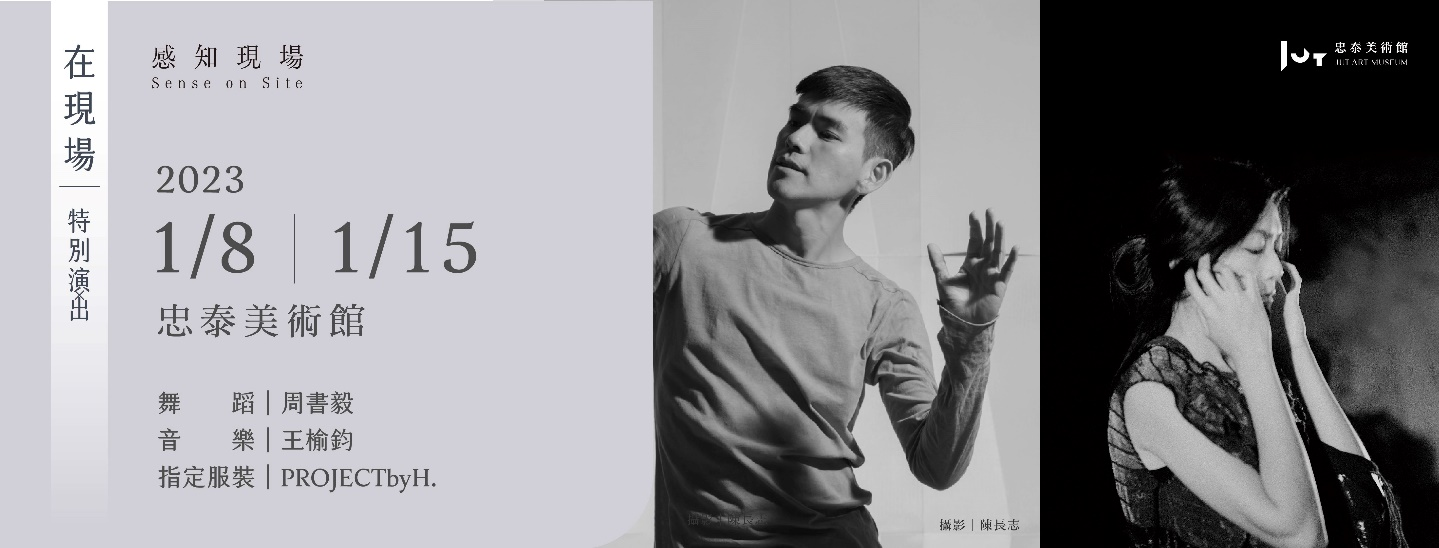 在現場
特別演出
感知現場
Sense on Site
2023
1/8 | 1/15
忠泰美術館
舞蹈 | 周書毅
音樂 | 王榆鈞
指定服裝 | PROJECTbyH.
攝影 | 陳長志
忠泰美術館
JUT ART MUSEUM
JUT